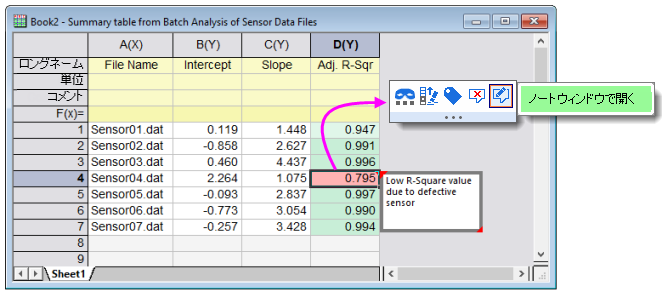 Book2 - Summary table from Batch Analysis of Sensor Data Files
A(X) B(Y) C(Y) D(Y)
ロングネーム File Name Intercept Slope Adj. R-Sqr
単位
コメント
F(x)=
1 Sensor01.dat 0.119 1.448 0.947
2 Sensor02.dat -0.858 2.627 0.991
3 Sensor03.dat 0.460 4.437 0.996
4 Sensor04.dat 2.264 1.075 0.795
5 Sensor05.dat -0.093 2.837 0.997
6 Sensor06.dat -0.773 3.054 0.990
7 Sensor07.dat -0.257 3.428 0.994
8
9
Sheet1
ノートウィンドウで開く
Low R-Square value
due to defective
sensor